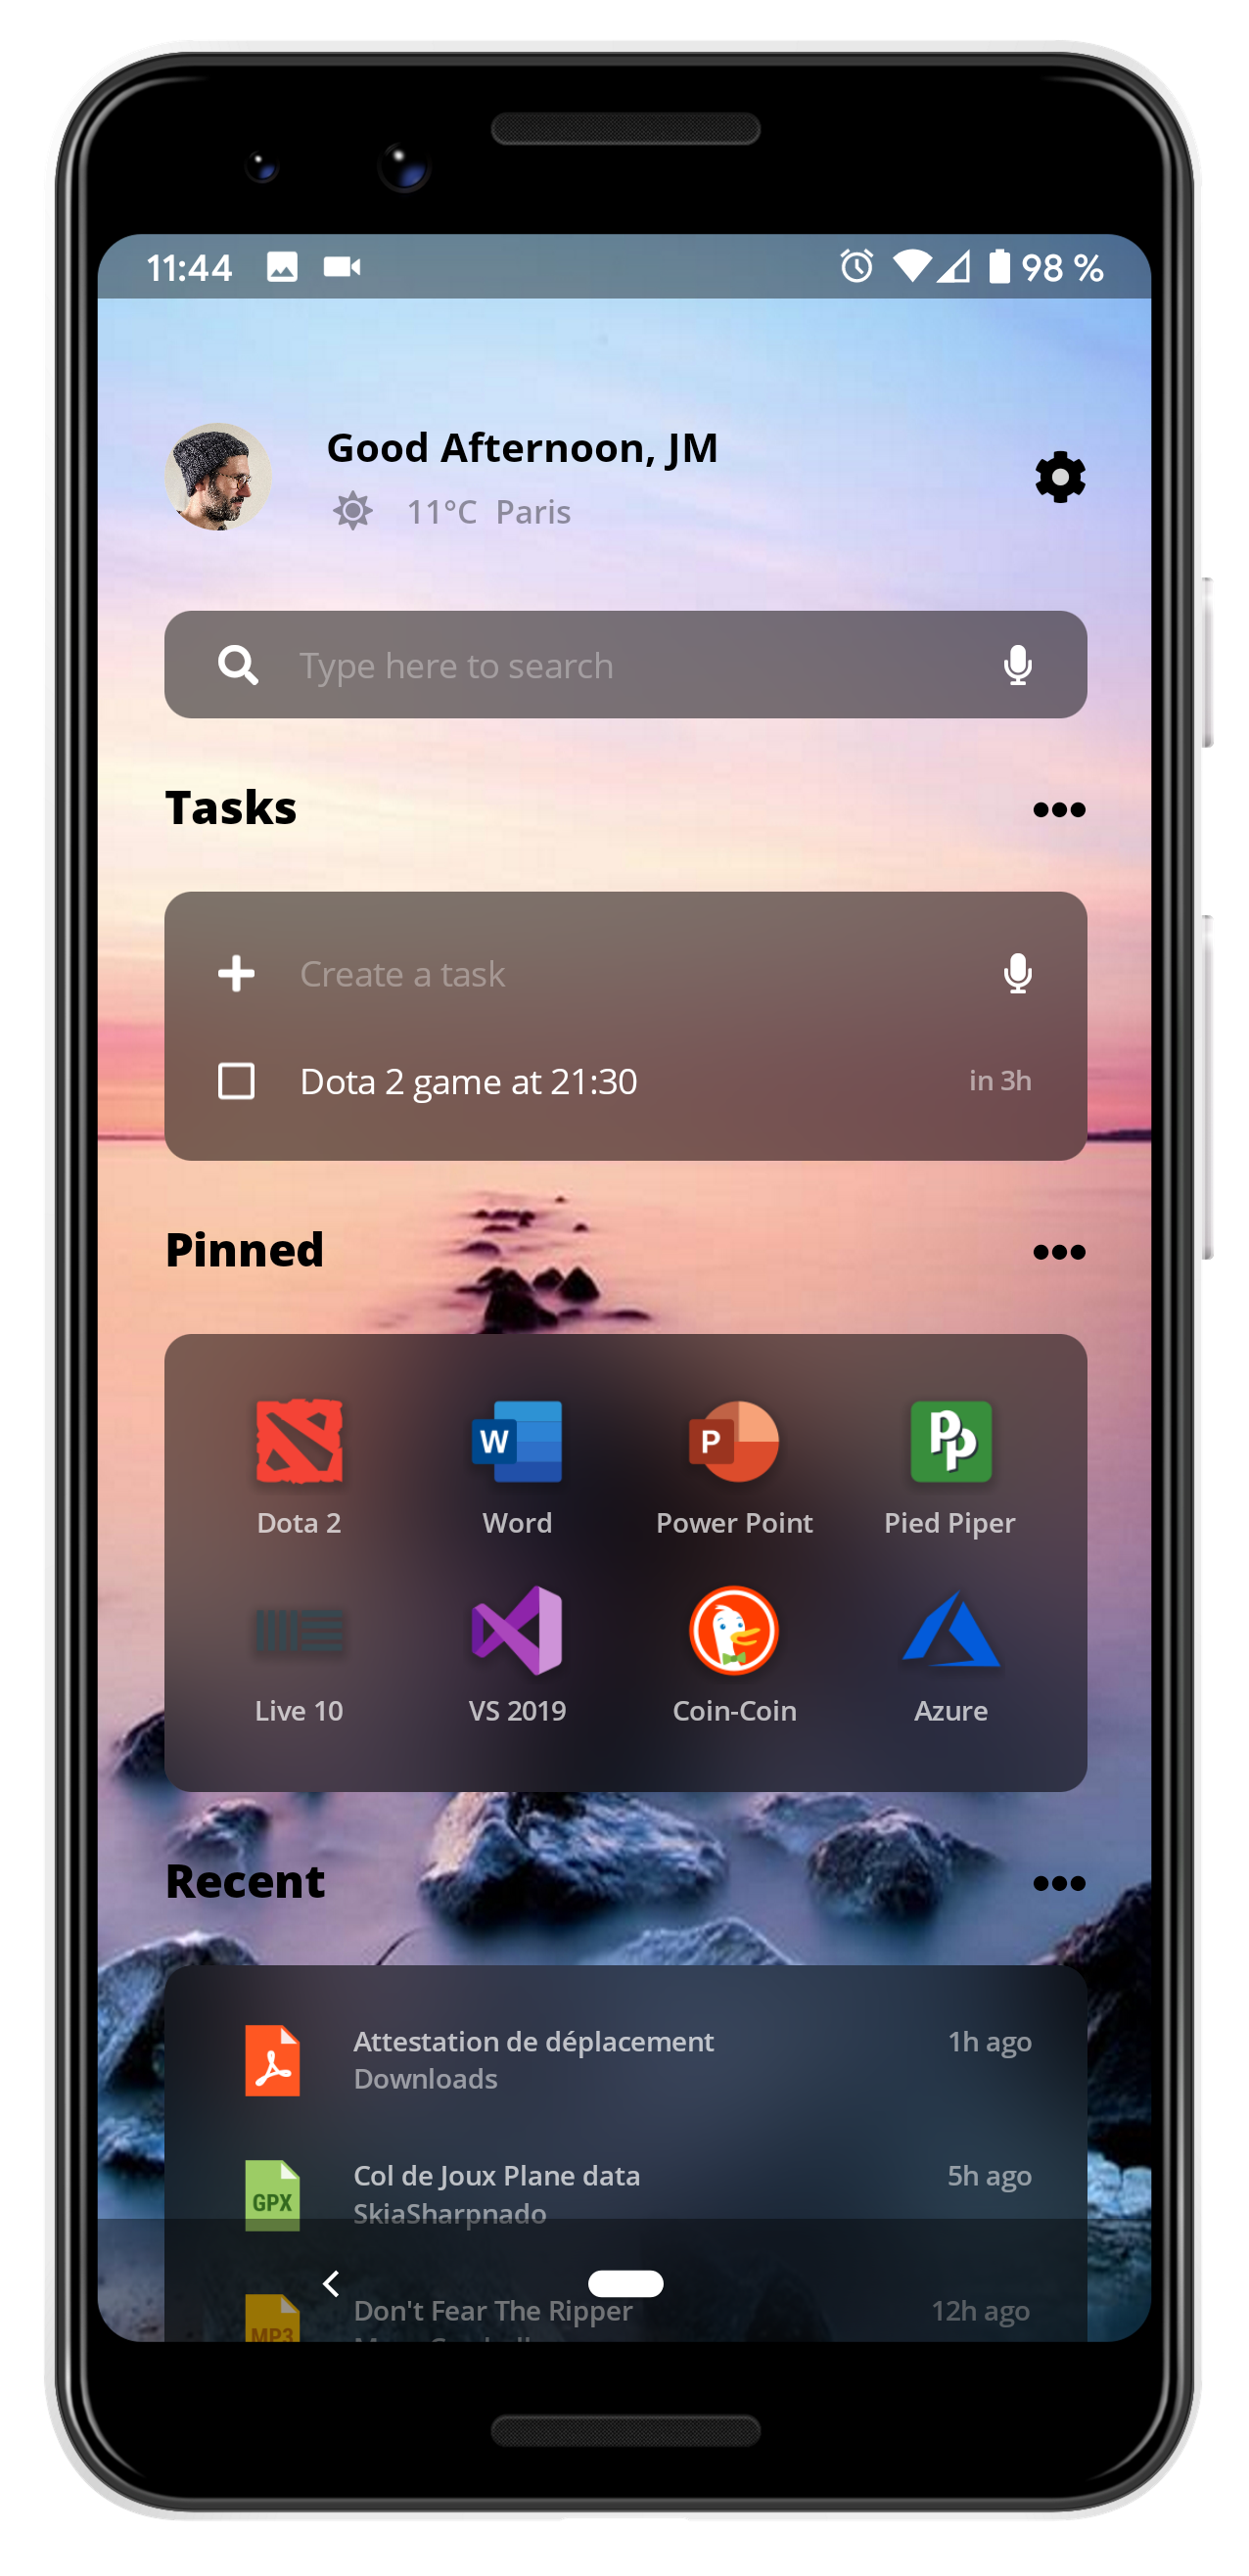 11:44 98 %
Good Afternoon, JM
11°C Paris
Type here to search
Tasks
Create a task
Dota 2 game at 21:30 in 3h
Pinned
W P Pp
Dota 2 Word Power Point Pied Piper
Live 10 VS 2019 Coin-Coin Azure
Recent
Attestation de déplacement 1h ago
Downloads
Col de Joux Plane data 5h ago
GPX
SkiaSharpnado
Don't Fear The Ripper 12h ago
MP3